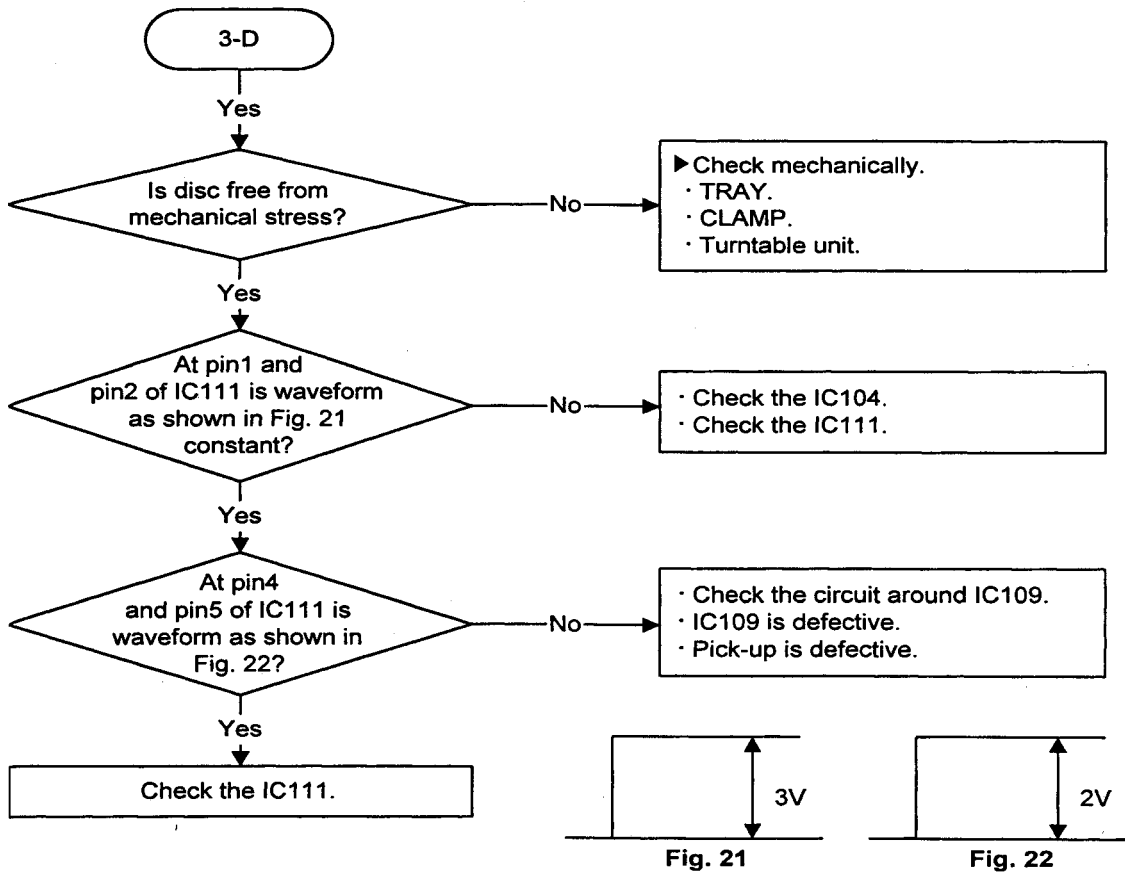 3-D
Yes
Is disc free from
mechanical stress?
No
▶ Check mechanically.
· TRAY.
· CLAMP.
· Turntable unit.
Yes
At pin1 and
pin2 of IC111 is waveform
as shown in Fig. 21
constant?
No
· Check the IC104.
· Check the IC111.
Yes
At pin4
and pin5 of IC111 is
waveform as shown in
Fig. 22?
No
· Check the circuit around IC109.
· IC109 is defective.
· Pick-up is defective.
Yes
Check the IC111.
3V
Fig. 21
2V
Fig. 22